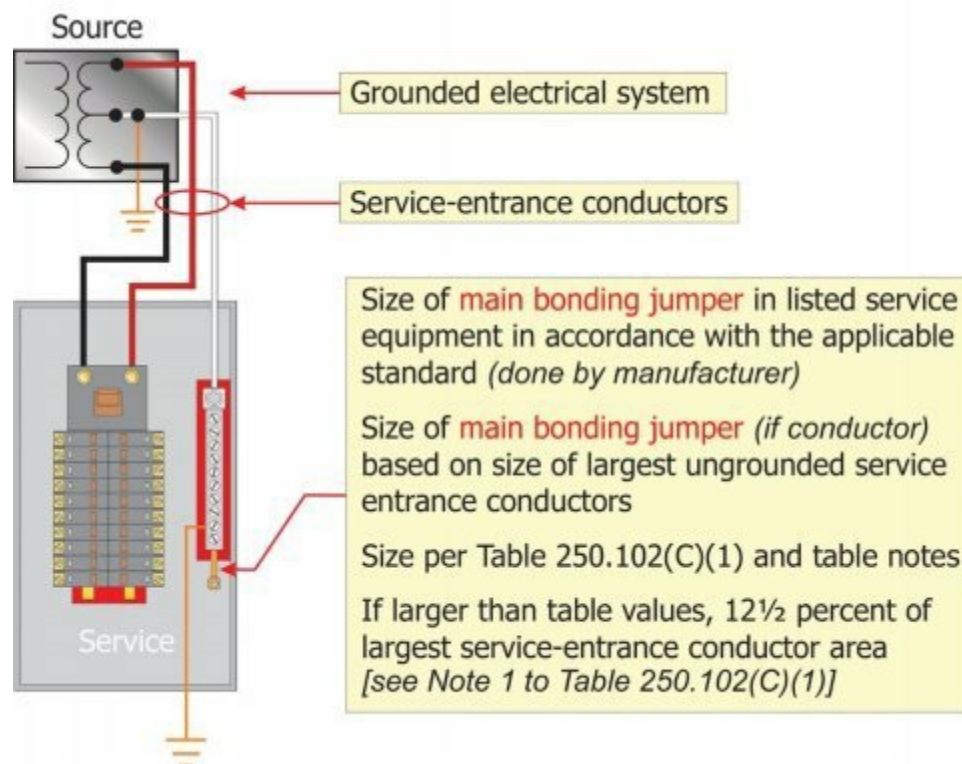 Source
Grounded electrical system
Service-entrance conductors
Size of main bonding jumper in listed service
equipment in accordance with the applicable
standard (done by manufacturer)
Size of main bonding jumper (if conductor)
based on size of largest ungrounded service
entrance conductors
Size per Table 250.102(C)(1) and table notes
If larger than table values, 12½ percent of
largest service-entrance conductor area
[see Note 1 to Table 250.102(C)(1)]
Service